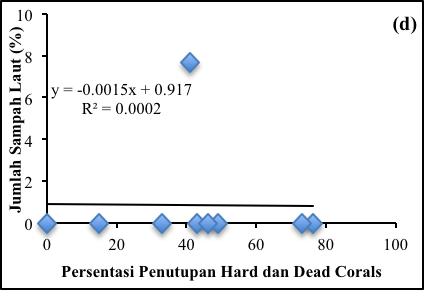 (d)
Jumlah Sampah Laut (%)
10
8
6
4
2
0
y = -0.0015x + 0.917
R² = 0.0002
0 20 40 60 80 100
Persentasi Penutupan Hard dan Dead Corals